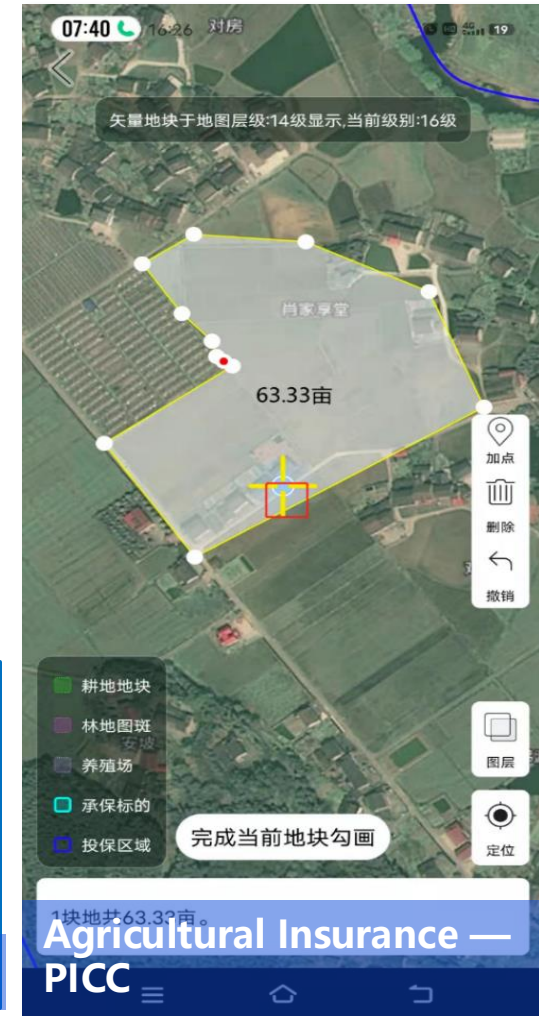 07:40 16:26 对房 4G 19
矢量地块于地图层级:14级显示,当前级别:16级
肖家享堂
63.33亩
加点
删除
撤销
耕地地块
林地图斑
安坡
养殖场
承保标的
投保区域
图层
定位
完成当前地块勾画
1块地共63.33亩。
Agricultural Insurance —
PICC